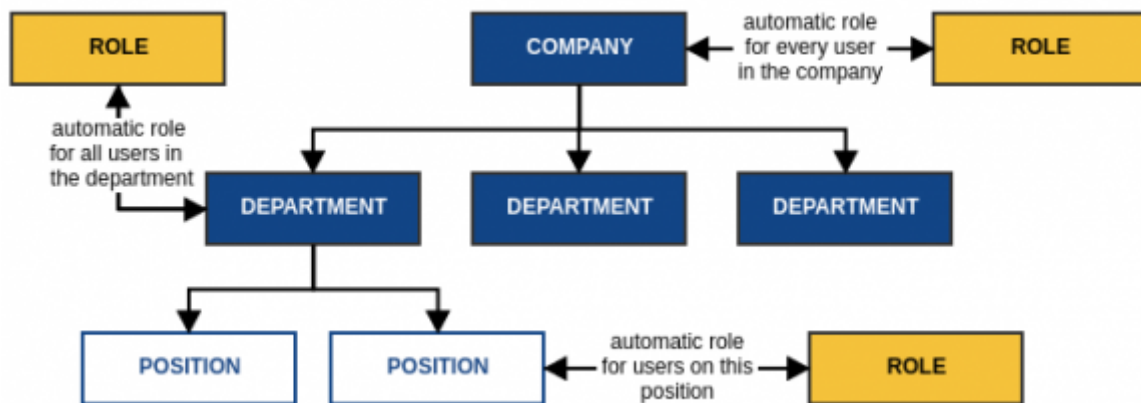 ROLE
COMPANY
automatic role
for every user
in the company
ROLE
automatic role
for all users in
the department
DEPARTMENT
DEPARTMENT
DEPARTMENT
POSITION
POSITION
automatic role
for users on this
position
ROLE